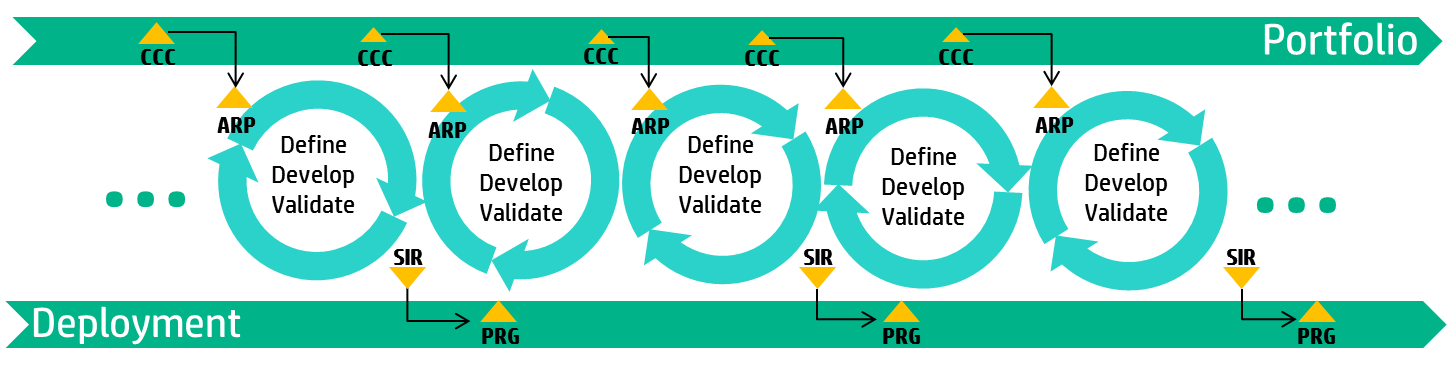 Portfolio
CCC
CCC
CCC
CCC
CCC
ARP
ARP
ARP
ARP
ARP
Define
Develop
Validate
Define
Develop
Validate
Define
Develop
Validate
Define
Develop
Validate
Define
Develop
Validate
SIR
SIR
SIR
Deployment
PRG
PRG
PRG